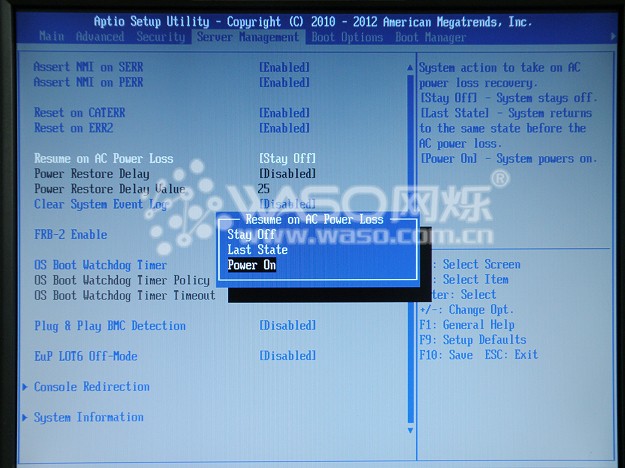 Aptio Setup Utility - Copyright (C) 2010 - 2012 American Megatrends, Inc.
Main Advanced Security Server Management Boot Options Boot Manager
Assert NMI on SERR [Enabled]
Assert NMI on PERR [Enabled]
Reset on CATERR [Enabled]
Reset on ERR2 [Enabled]
Resume on AC Power Loss [Stay Off]
Power Restore Delay [Disabled]
Power Restore Delay Value 25
Clear System Event Log [Disabled]
FRB-2 Enable
OS Boot Watchdog Timer
OS Boot Watchdog Timer Policy
OS Boot Watchdog Timer Timeout
Plug & Play BMC Detection [Disabled]
EuP LOT6 Off-Mode [Disabled]
Console Redirection
System Information
Resume on AC Power Loss
Stay Off
Last State
Power On
System action to take on AC
power loss recovery.
[Stay Off] - System stays off.
[Last State] - System returns
to the same state before the
AC power loss.
[Power On] - System powers on.
: Select Screen
: Select Item
ter: Select
+/-: Change Opt.
F1: General Help
F9: Setup Defaults
F10: Save ESC: Exit
WASO网烁®
www.waso.com.cn